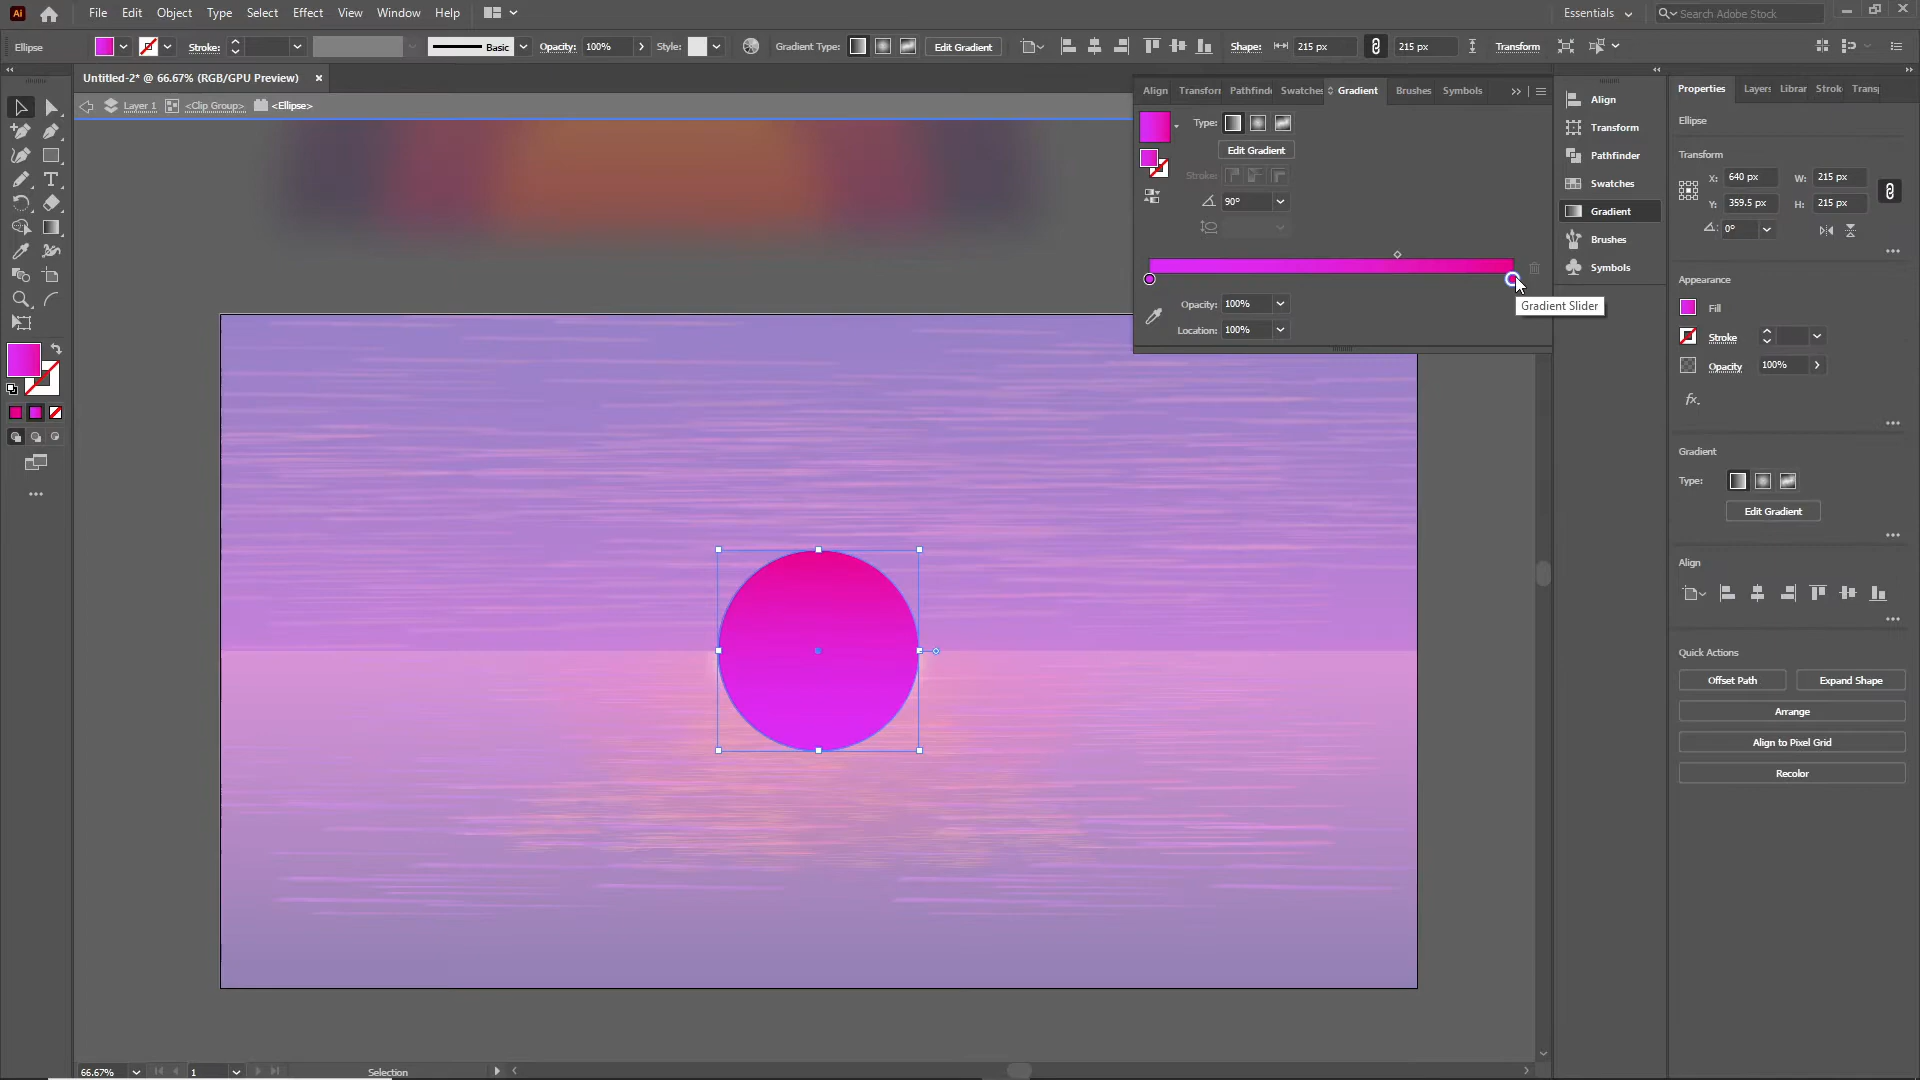 Ai File Edit Object Type Select Effect View Window Help Essentials Search Adobe Stock
Ellipse Stroke: Basic Opacity: 100% Style: Gradient Type: Edit Gradient Shape: 215 px 215 px Transform
Untitled-2* @ 66.67% (RGB/GPU Preview) ×
Layer 1 <Clip Group> <Ellipse>
Align Transform Pathfind Swatches Gradient Brushes Symbols
Type:
Edit Gradient
Stroke:
90°
Opacity: 100%
Location: 100%
Gradient Slider
Align
Transform
Pathfinder
Swatches
Gradient
Brushes
Symbols
Properties Layers Librar Strok Trans
Ellipse
Transform
X: 640 px W: 215 px
Y: 359.5 px H: 215 px
0°
Appearance
Fill
Stroke
Opacity 100%
fx.
Gradient
Type:
Edit Gradient
Align
Quick Actions
Offset Path Expand Shape
Arrange
Align to Pixel Grid
Recolor
66.67% 1 Selection